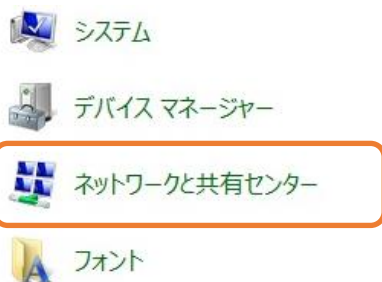 システム
デバイス マネージャー
ネットワークと共有センター
フォント